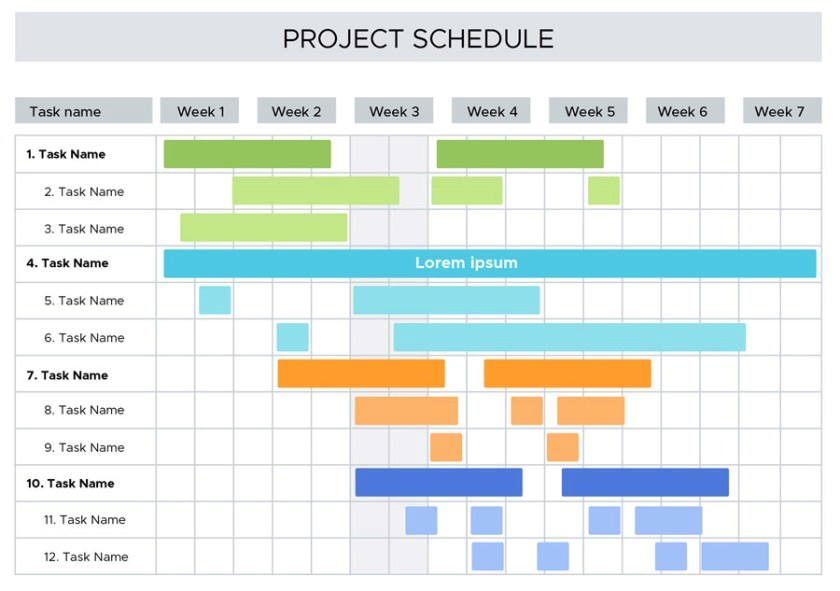 PROJECT SCHEDULE
Task name Week 1 Week 2 Week 3 Week 4 Week 5 Week 6 Week 7
1. Task Name
2. Task Name
3. Task Name
4. Task Name Lorem ipsum
5. Task Name
6. Task Name
7. Task Name
8. Task Name
9. Task Name
10. Task Name
11. Task Name
12. Task Name